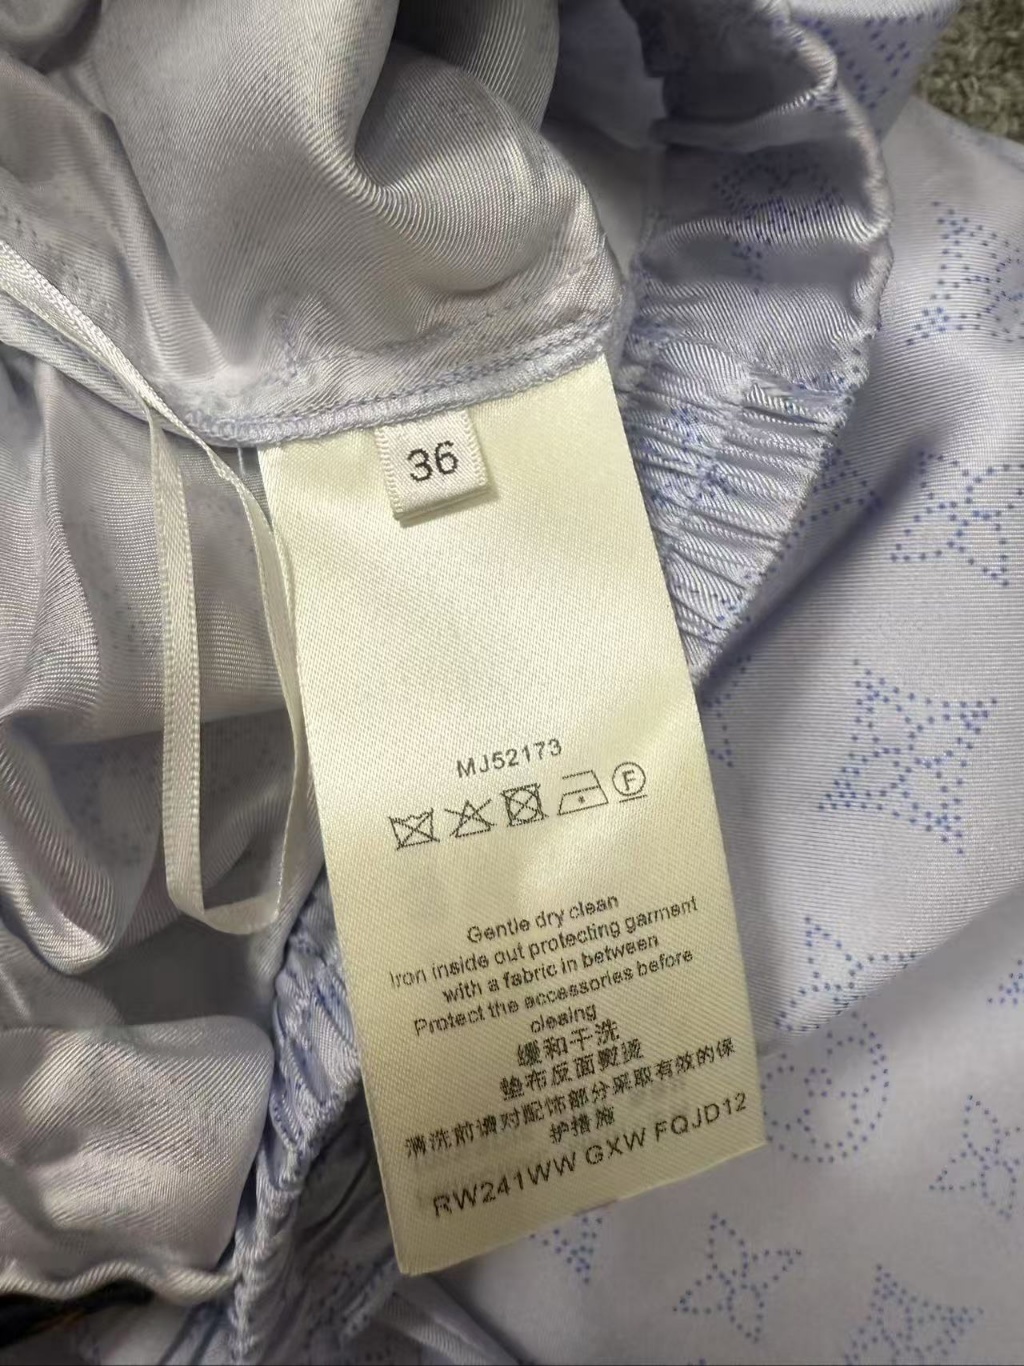 36
MJ52173
F
Gentle dry clean
Iron inside out protecting garment
with a fabric in between
Protect the accessories before
cleaing
缓和干洗
垫布反面熨烫
清洗前请对配饰部分采取有效的保
护措施
RW241WW GXW FQJD12